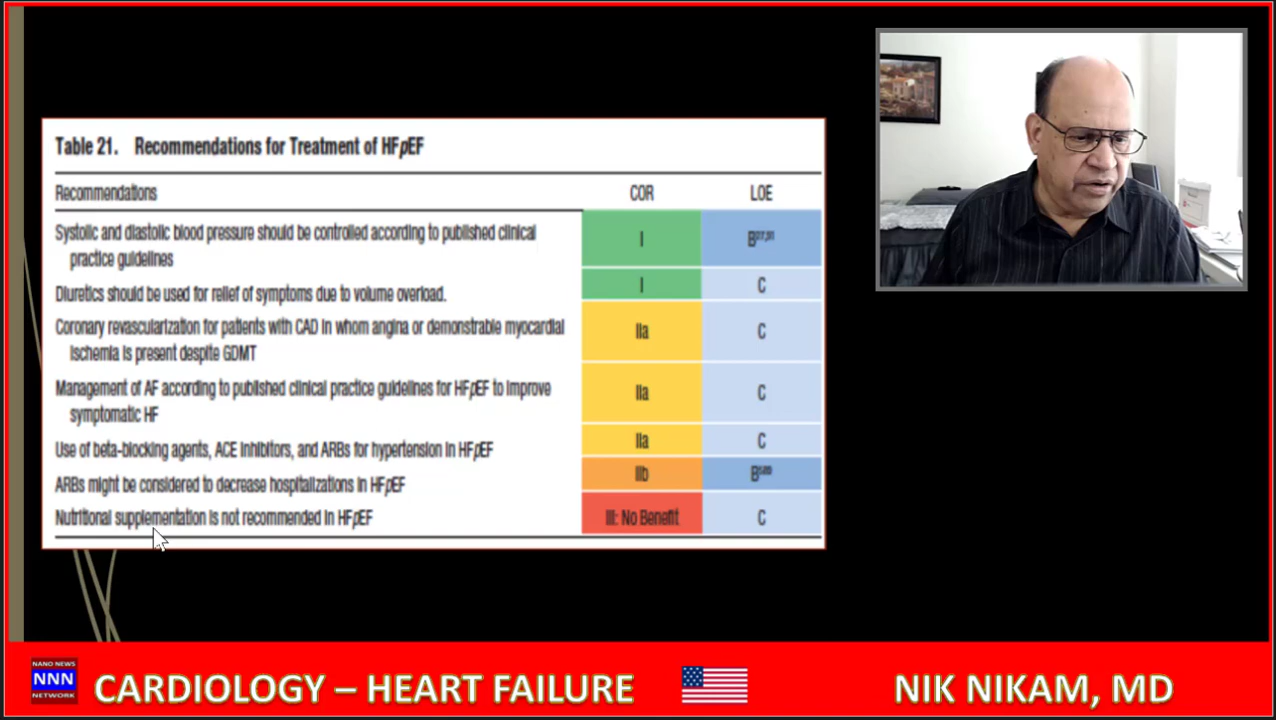 Table 21. Recommendations for Treatment of HFpEF
Recommendations COR LOE
Systolic and diastolic blood pressure should be controlled according to published clinical
practice guidelines
I B
Diuretics should be used for relief of symptoms due to volume overload. I C
Coronary revascularization for patients with CAD in whom angina or demonstrable myocardial
ischemia is present despite GDMT
IIa C
Management of AF according to published clinical practice guidelines for HFpEF to improve
symptomatic HF
IIa C
Use of beta-blocking agents, ACE inhibitors, and ARBs for hypertension in HFpEF IIa C
ARBs might be considered to decrease hospitalizations in HFpEF IIb B
Nutritional supplementation is not recommended in HFpEF III: No Benefit C
NANO NEWS
NNN
NETWORK
CARDIOLOGY – HEART FAILURE
NIK NIKAM, MD